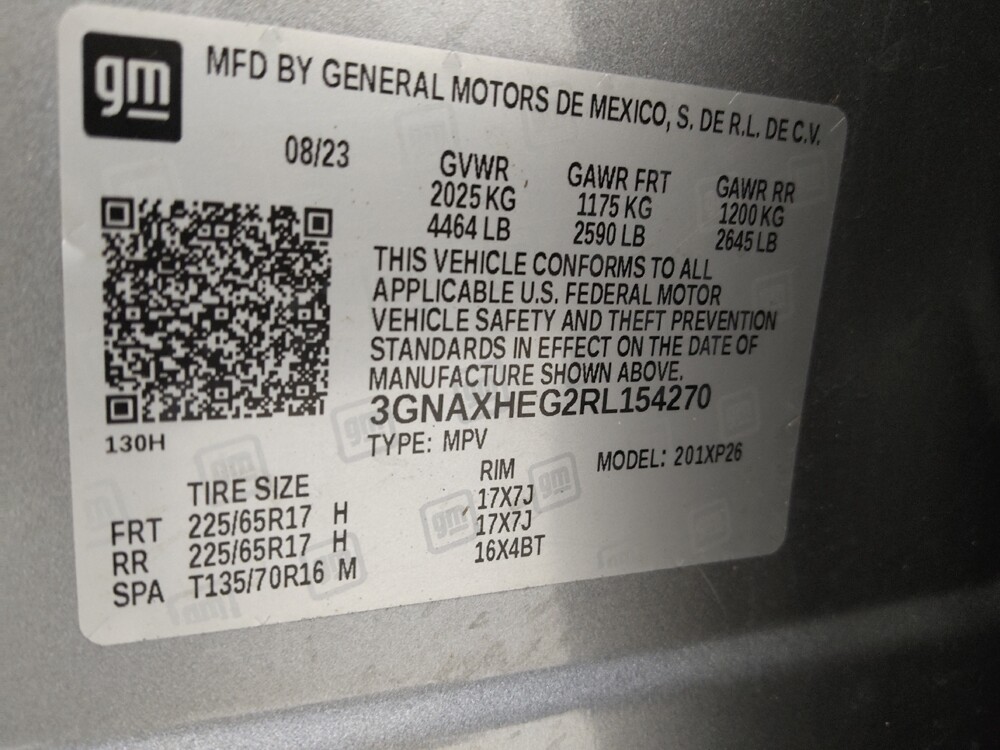 gm
MFD BY GENERAL MOTORS DE MEXICO, S. DE R.L. DE C.V.
08/23
GVWR GAWR FRT GAWR RR
2025 KG 1175 KG 1200 KG
4464 LB 2590 LB 2645 LB
THIS VEHICLE CONFORMS TO ALL
APPLICABLE U.S. FEDERAL MOTOR
VEHICLE SAFETY AND THEFT PREVENTION
STANDARDS IN EFFECT ON THE DATE OF
MANUFACTURE SHOWN ABOVE.
3GNAXHEG2RL154270
130H
TYPE: MPV MODEL: 201XP26
TIRE SIZE RIM
FRT 225/65R17 H 17X7J
RR 225/65R17 H 17X7J
SPA T135/70R16 M 16X4BT